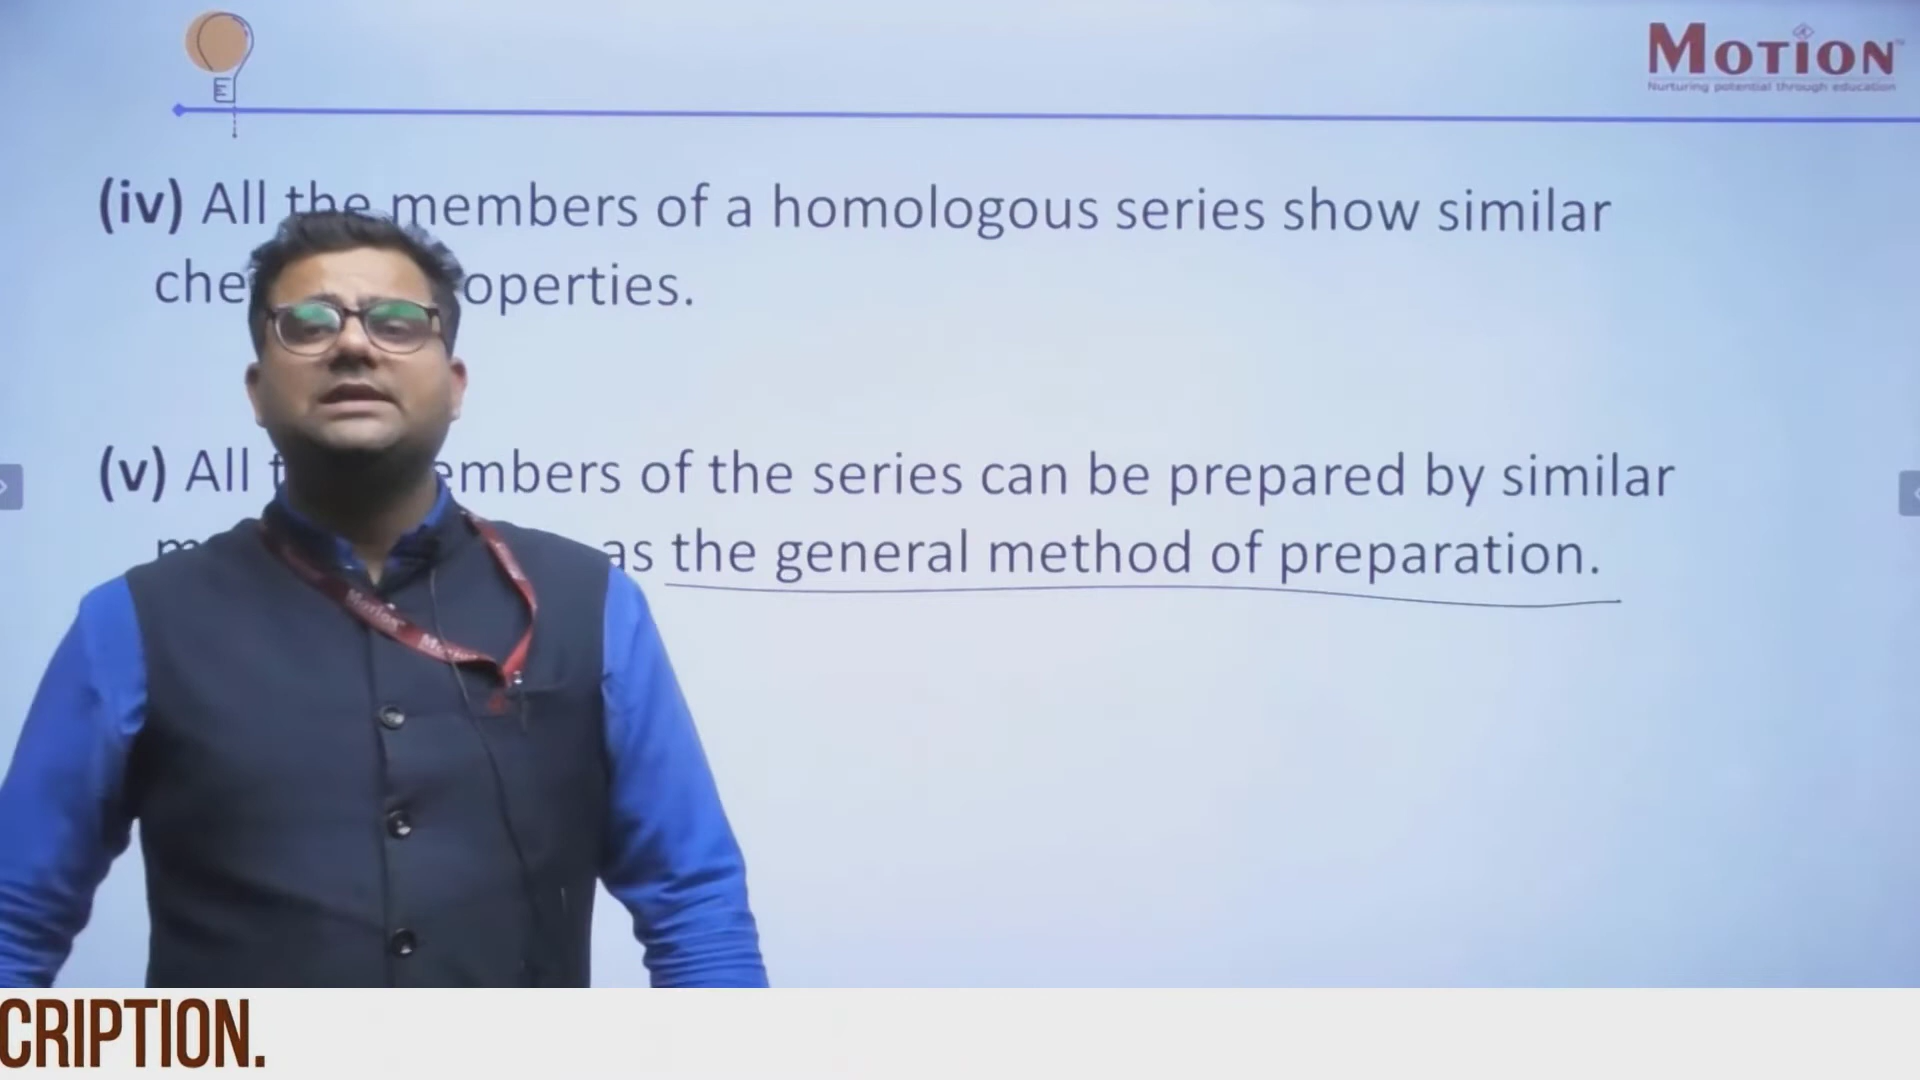 MOTION
Nurturing potential through education
(iv) All the members of a homologous series show similar
che operties.
(v) All t embers of the series can be prepared by similar
m as the general method of preparation.
Motion
CRIPTION.